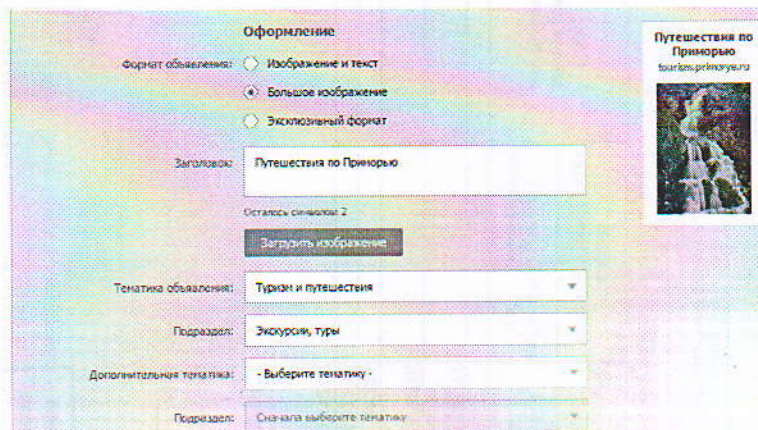 Оформление
Формат объявления:
Изображение и текст
Большое изображение
Эксклюзивный формат
Заголовок:
Путешествия по Приморью
Осталось символов: 2
Загрузить изображение
Тематика объявления:
Туризм и путешествия
Подраздел:
Экскурсии, туры
Дополнительная тематика:
- Выберите тематику -
Подраздел:
Сначала выберите тематику
Путешествия по
Приморью
tourism.primorye.ru